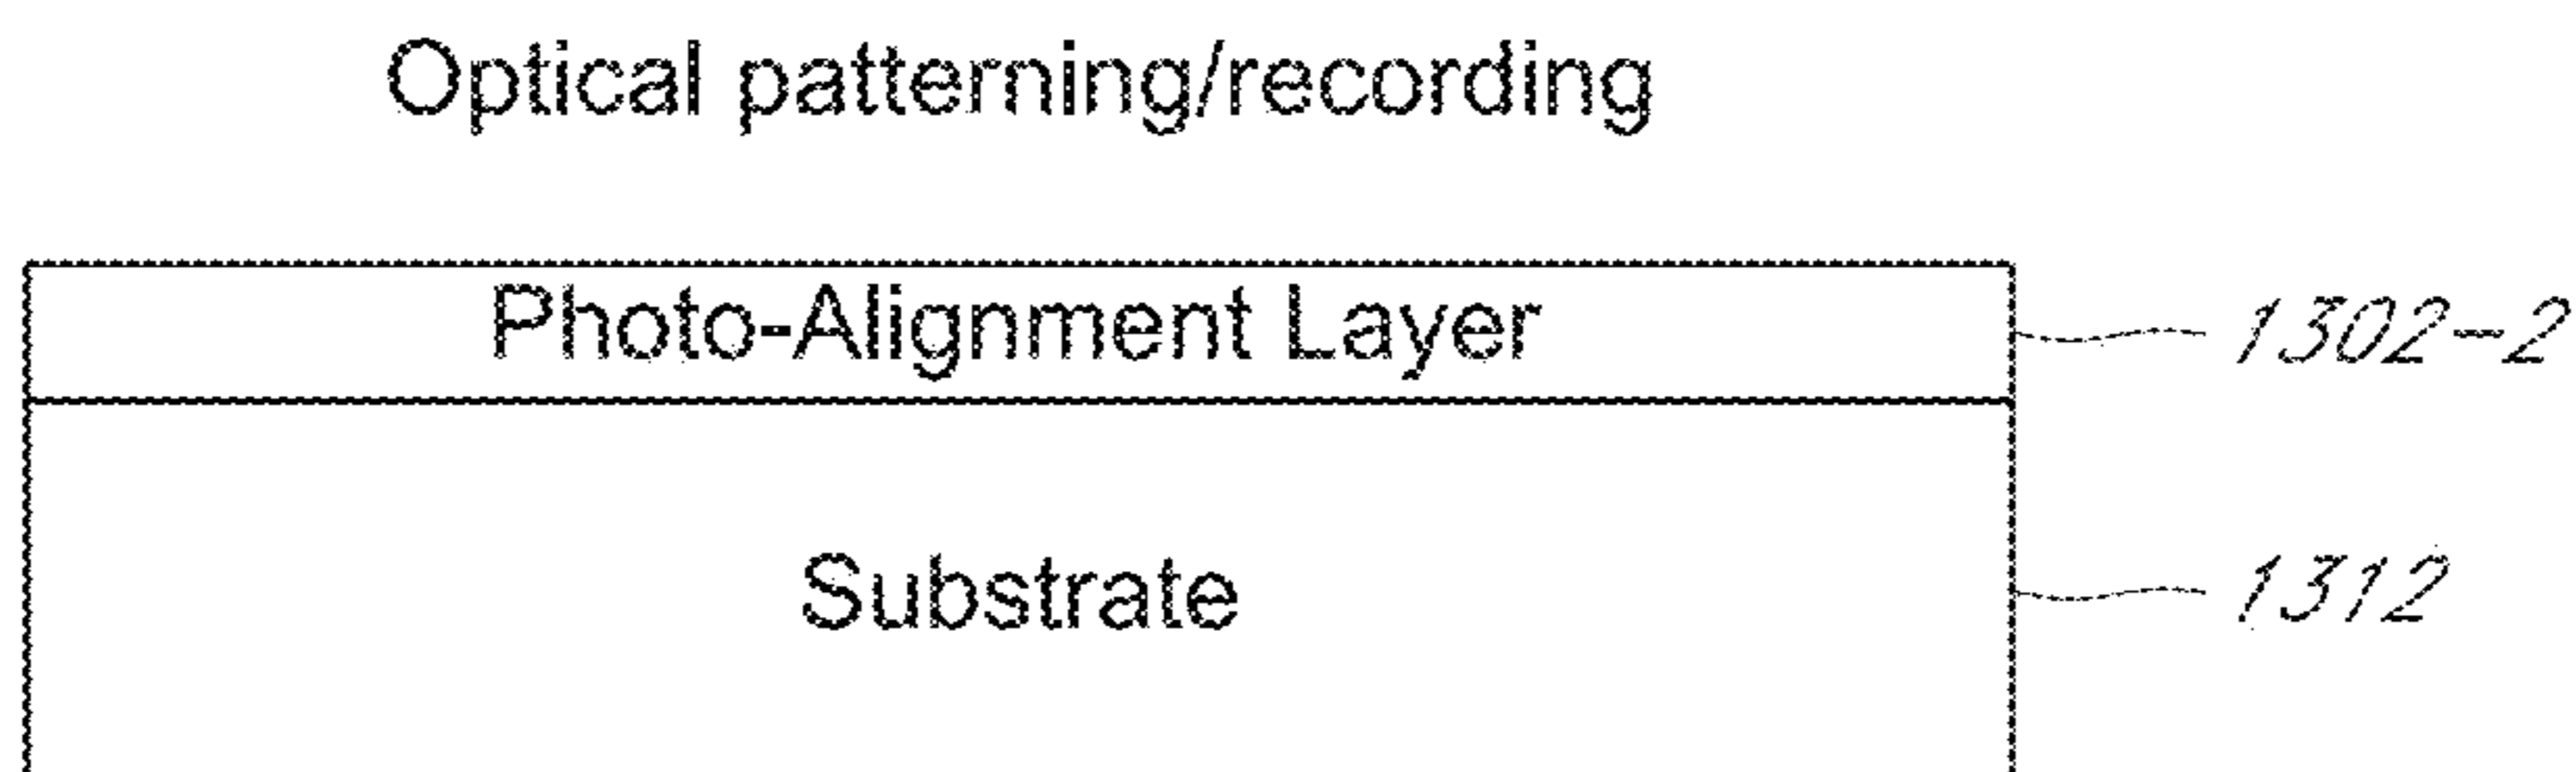 Optical patterning/recording
Photo-Alignment Layer
1302-2
Substrate
1312